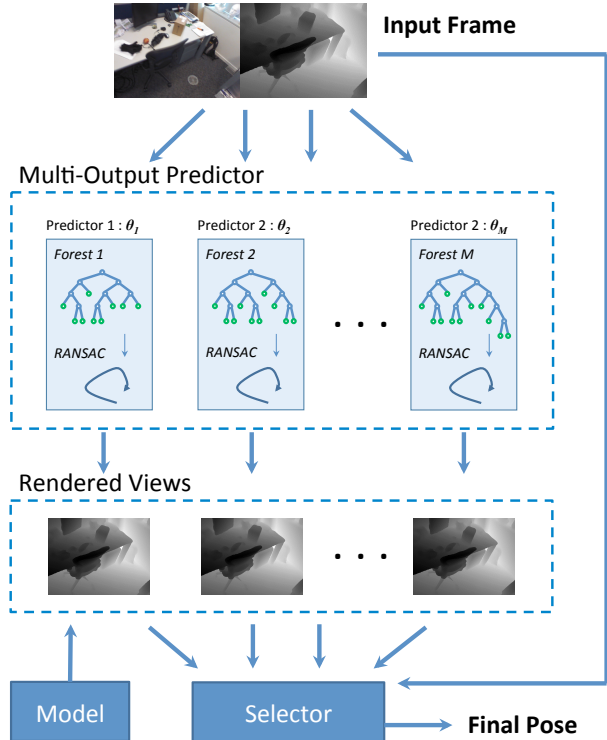 Input Frame
Multi-Output Predictor
Predictor 1 : θ1
Predictor 2 : θ2
Predictor 2 : θM
Forest 1
Forest 2
Forest M
. . .
RANSAC
RANSAC
RANSAC
Rendered Views
. . .
Model
Selector
Final Pose